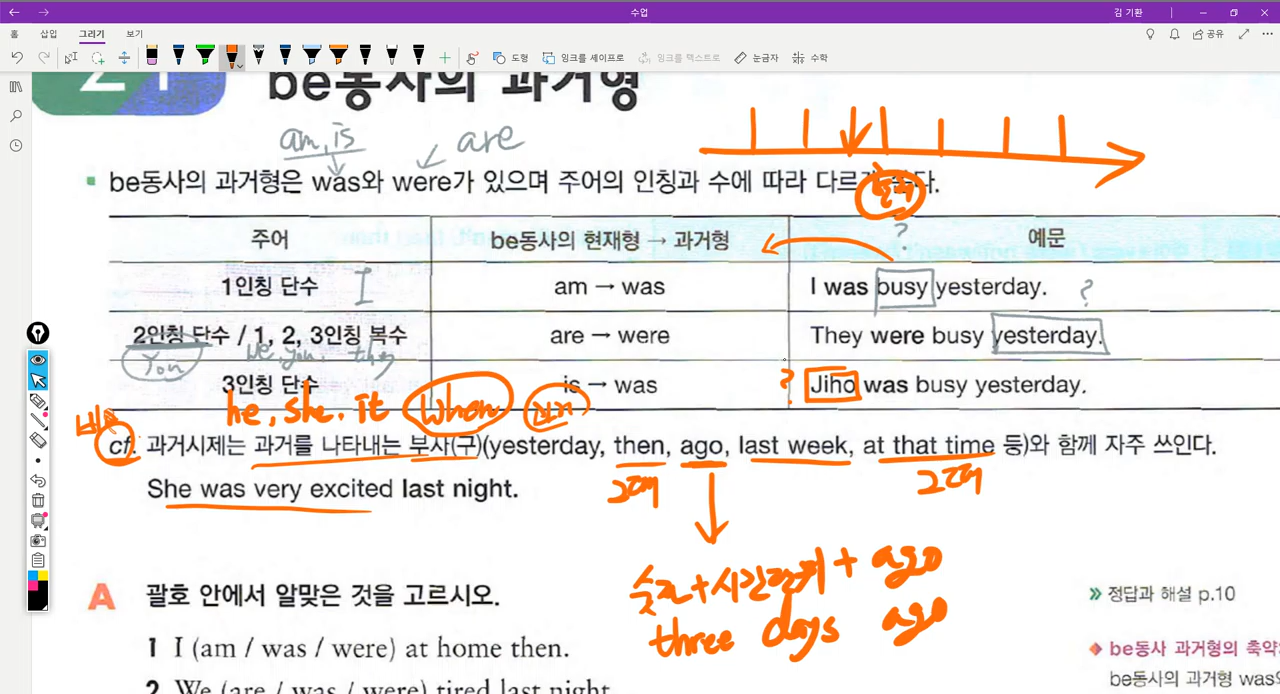 수업
김 기환
홈 삽입 그리기 보기
공유
도형 잉크를 셰이프로 잉크를 텍스트로 눈금자 수학
21
be동사의 과거형
am, is are
be동사의 과거형은 was와 were가 있으며 주어의 인칭과 수에 따라 다르게 쓴다.
주어 be동사의 현재형 → 과거형 ? 예문
1인칭 단수 I am → was I was busy yesterday. ?
2인칭 단수 / 1, 2, 3인칭 복수 are → were They were busy yesterday.
You We, you, they
3인칭 단수 is → was ? Jiho was busy yesterday.
he, she. it when
cf. 과거시제는 과거를 나타내는 부사(구)(yesterday, then, ago, last week, at that time 등)와 함께 자주 쓰인다.
그때 그때
She was very excited last night.
숫자+시간단위 + ago
three days ago
A 괄호 안에서 알맞은 것을 고르시오.
» 정답과 해설 p.10
1 I (am / was / were) at home then.
be동사 과거형의 축약
2 We (are / was / were) tired last night.
be동사의 과거형 was와